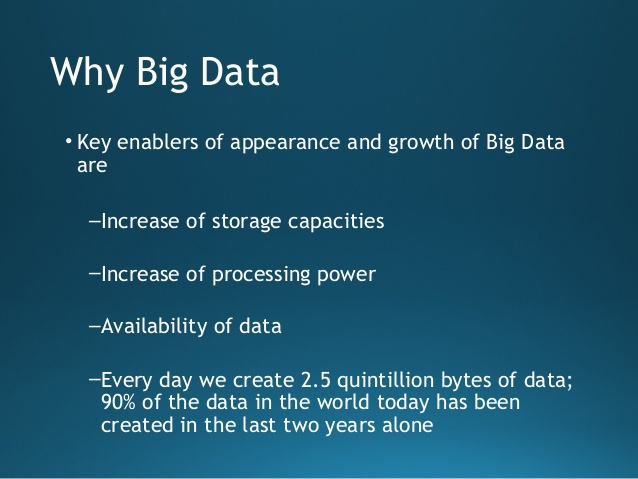 Why Big Data
• Key enablers of appearance and growth of Big Data
are
–Increase of storage capacities
–Increase of processing power
–Availability of data
–Every day we create 2.5 quintillion bytes of data;
90% of the data in the world today has been
created in the last two years alone